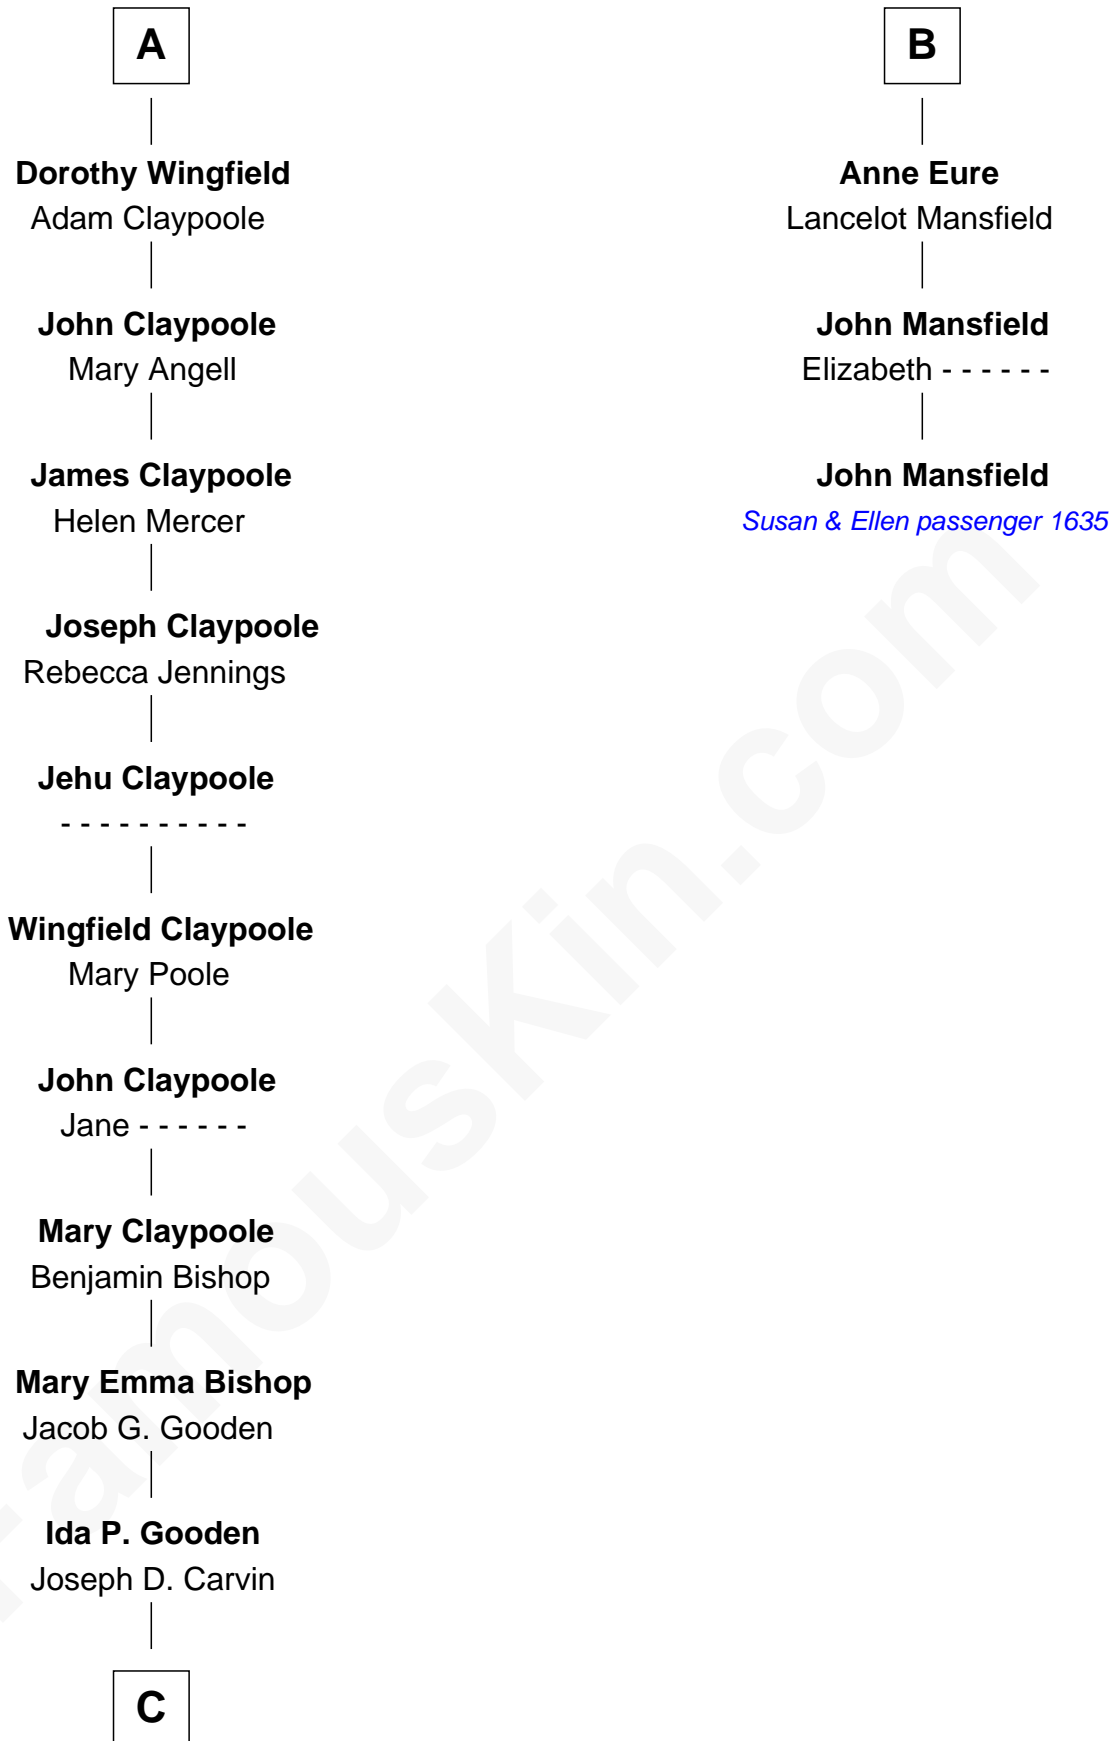 A
Dorothy Wingfield
Adam Claypoole
John Claypoole
Mary Angell
James Claypoole
Helen Mercer
Joseph Claypoole
Rebecca Jennings
Jehu Claypoole
- - - - - - - - - -
Wingfield Claypoole
Mary Poole
John Claypoole
Jane - - - - - -
Mary Claypoole
Benjamin Bishop
Mary Emma Bishop
Jacob G. Gooden
Ida P. Gooden
Joseph D. Carvin
C
B
Anne Eure
Lancelot Mansfield
John Mansfield
Elizabeth - - - - - -
John Mansfield
Susan & Ellen passenger 1635
FamousKin.com